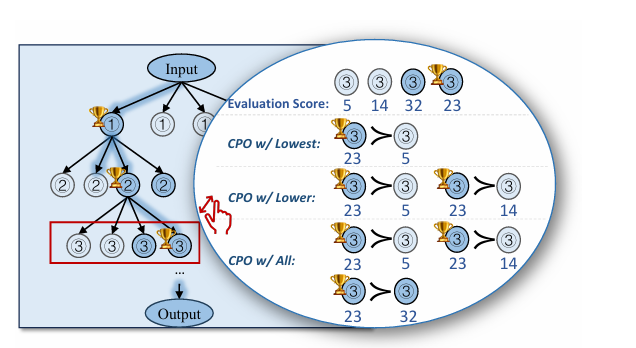 Input
3 3 3 3
Evaluation Score: 5 14 32 23
1 1 1
CPO w/ Lowest: 3 3
23 5
2 2 2 2
CPO w/ Lower: 3 3 3 3
23 5 23 14
3 3 3 3
CPO w/ All: 3 3 3 3
23 5 23 14
3 3
23 32
...
Output